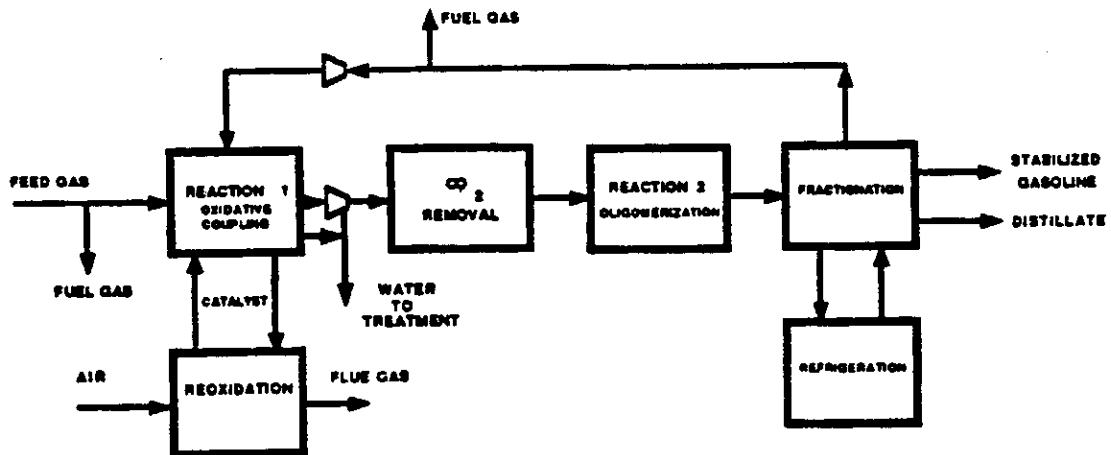 FUEL GAS
FEED GAS
FUEL GAS
REACTION 1
OXIDATIVE
COUPLING
CO
2
REMOVAL
REACTION 2
OLIGOMERIZATION
FRACTIONATION
STABILIZED
GASOLINE
DISTILLATE
CATALYST
WATER
TO
TREATMENT
AIR
REOXIDATION
FLUE GAS
REFRIGERATION